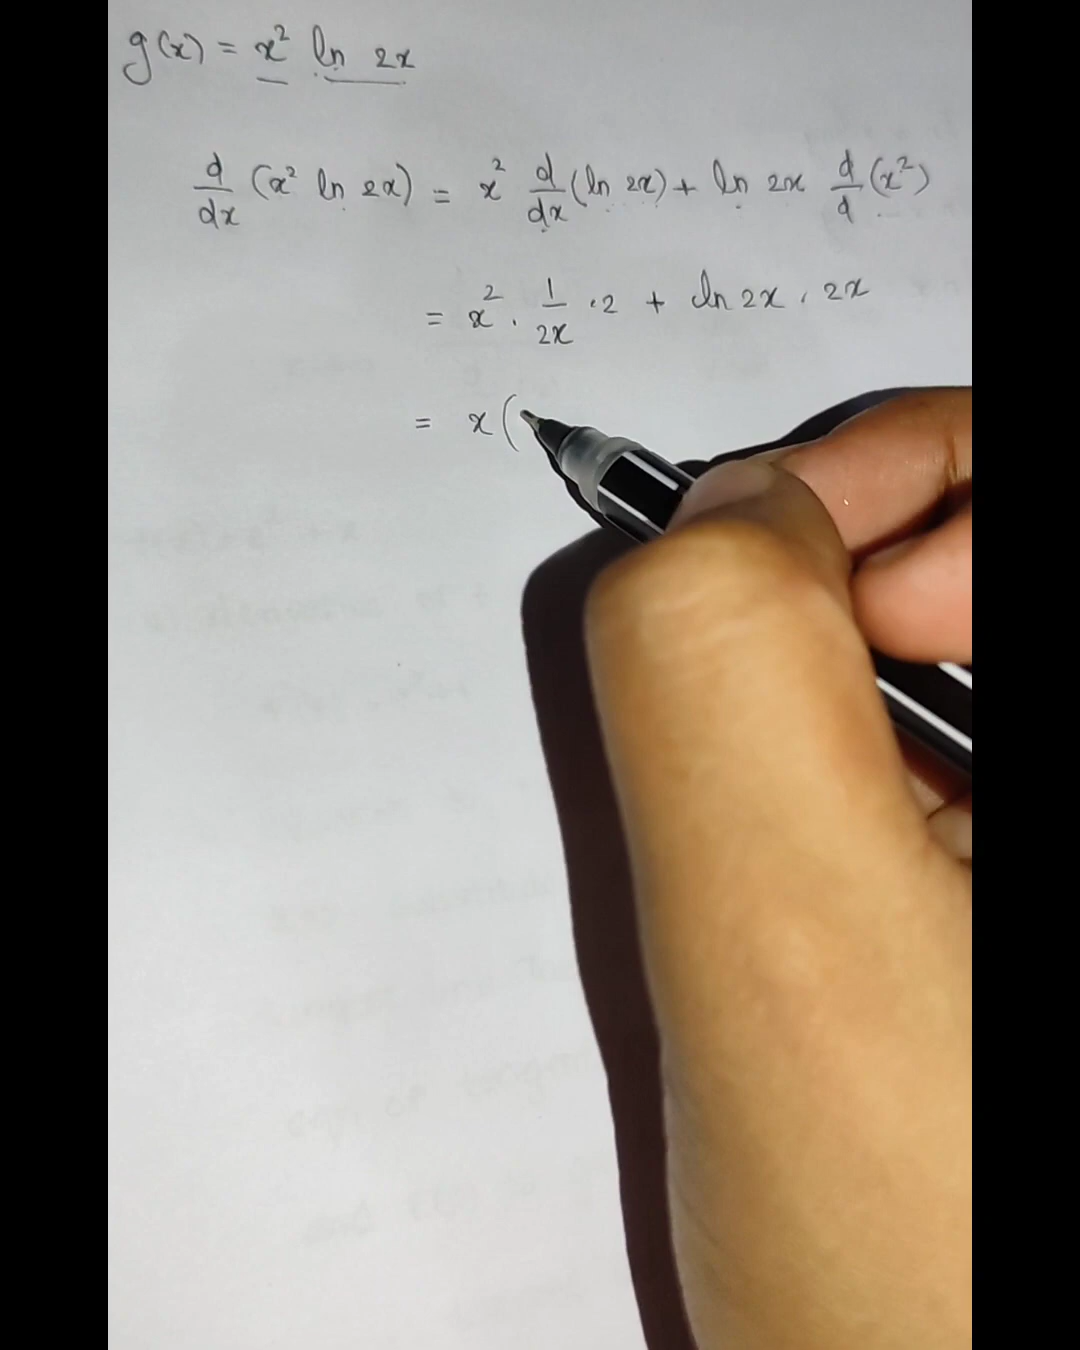 g(x) = x² ln 2x
d/dx (x² ln 2x) = x² d/dx (ln 2x) + ln 2x d/d (x²)
= x² · 1/2x · 2 + ln 2x · 2x
= x (